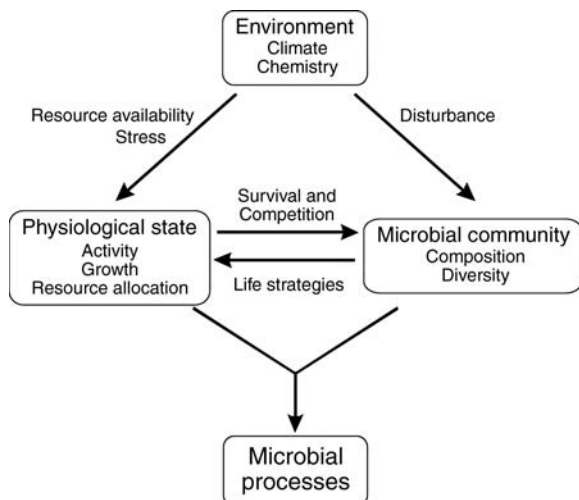 Environment
Climate
Chemistry
Resource availability
Stress
Disturbance
Survival and
Competition
Physiological state
Activity
Growth
Resource allocation
Microbial community
Composition
Diversity
Life strategies
Microbial
processes